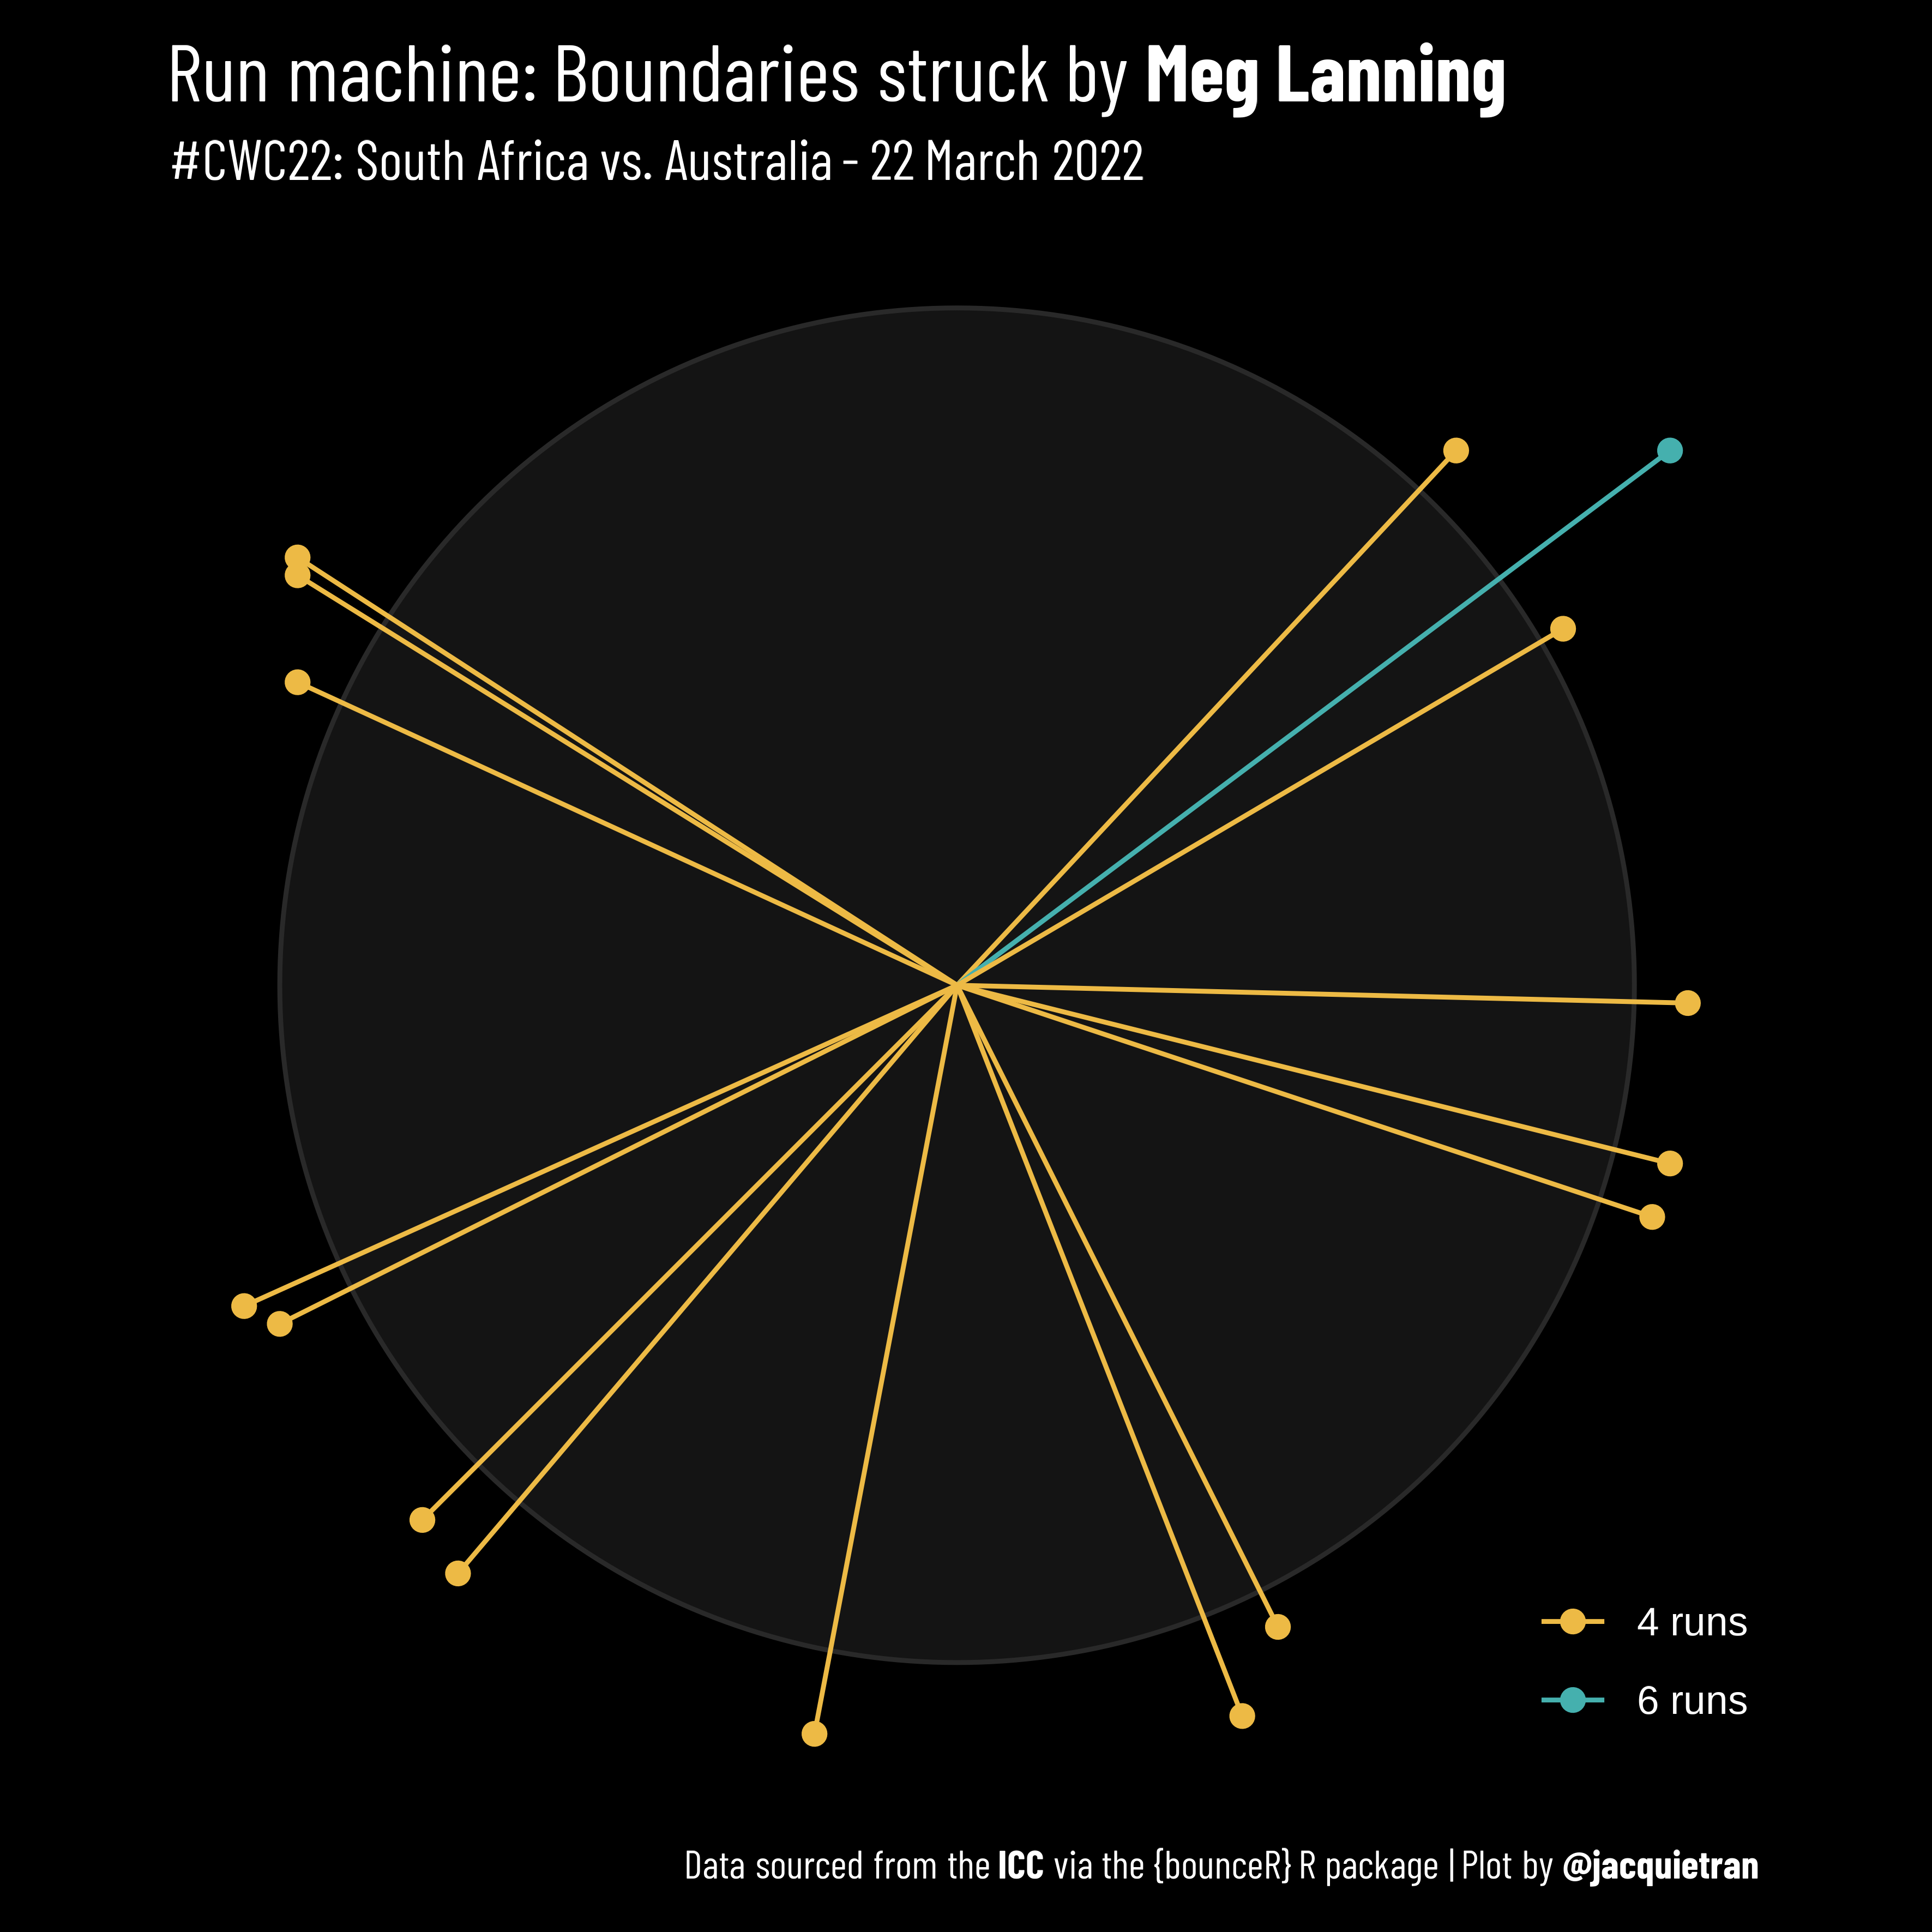 Run machine: Boundaries struck by Meg Lanning
#CWC22: South Africa vs. Australia - 22 March 2022
4 runs
6 runs
Data sourced from the ICC via the {bounceR} R package | Plot by @jacquietran